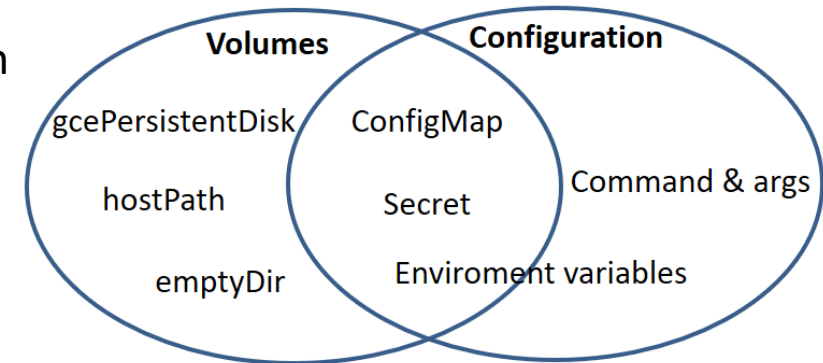 Volumes
Configuration
n
gcePersistentDisk
ConfigMap
hostPath
Secret
Command & args
emptyDir
Enviroment variables